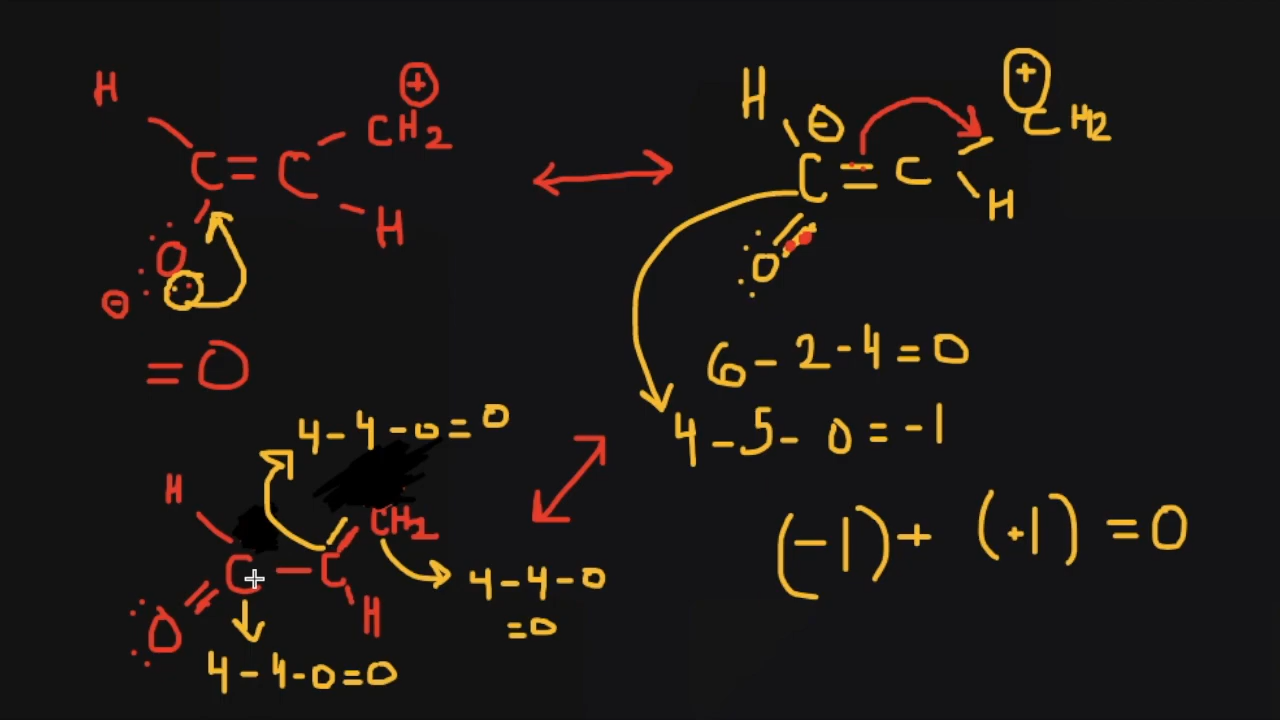 H
⊕
CH2
C = C
H
O
⊖
= O
H
⊖
⊕
CH2
C = C
H
O
6 - 2 - 4 = 0
4 - 5 - 0 = -1
(-1) + (+1) = 0
4 - 4 - 0 = 0
H
CH2
C - C
H
O
4 - 4 - 0
= 0
4 - 4 - 0 = 0